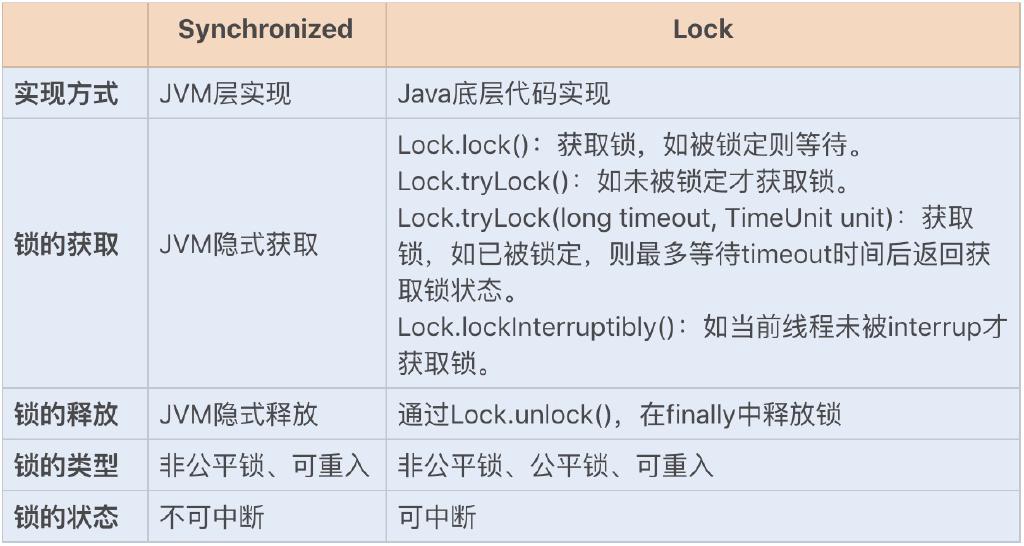 Synchronized
Lock
实现方式
JVM层实现
Java底层代码实现
锁的获取
JVM隐式获取
Lock.lock()：获取锁，如被锁定则等待。
Lock.tryLock()：如未被锁定才获取锁。
Lock.tryLock(long timeout, TimeUnit unit)：获取
锁，如已被锁定，则最多等待timeout时间后返回获
取锁状态。
Lock.lockInterruptibly()：如当前线程未被interrup才
获取锁。
锁的释放
JVM隐式释放
通过Lock.unlock()，在finally中释放锁
锁的类型
非公平锁、可重入
非公平锁、公平锁、可重入
锁的状态
不可中断
可中断